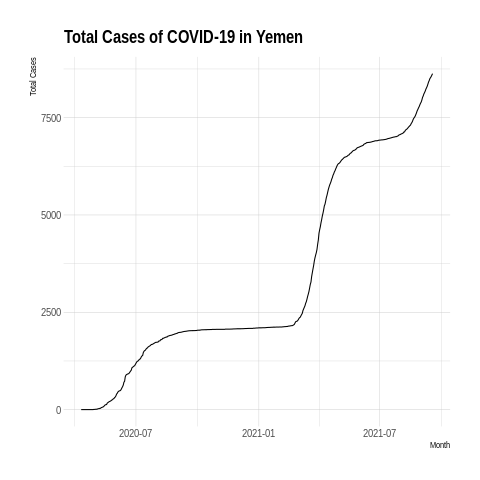 Total Cases of COVID-19 in Yemen
Total Cases
7500
5000
2500
0
2020-07 2021-01 2021-07
Month